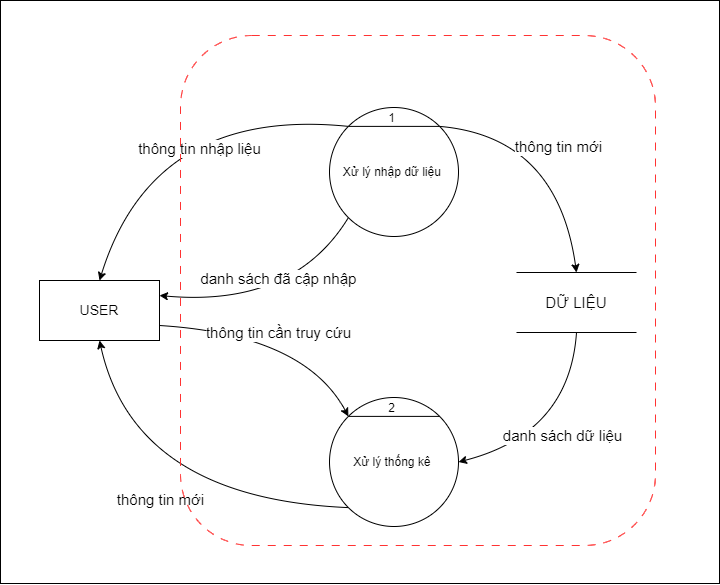 1
thông tin nhập liệu
thông tin mới
Xử lý nhập dữ liệu
danh sách đã cập nhập
USER
DỮ LIỆU
thông tin cần truy cứu
2
danh sách dữ liệu
Xử lý thống kê
thông tin mới